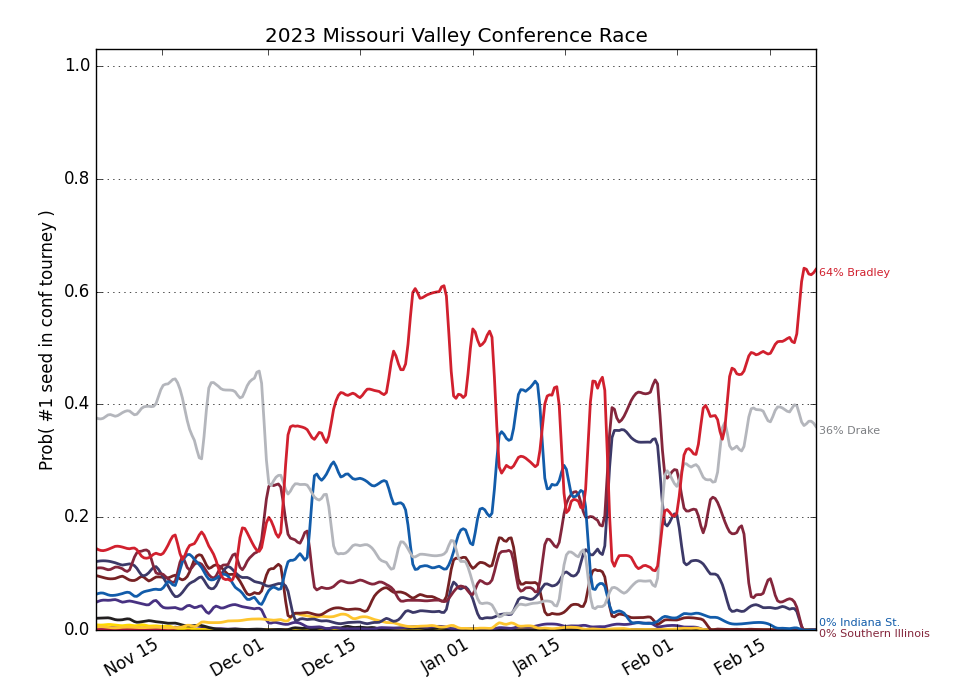 2023 Missouri Valley Conference Race
Prob( #1 seed in conf tourney )
1.0
0.8
0.6
0.4
0.2
0.0
64% Bradley
36% Drake
0% Indiana St.
0% Southern Illinois
Nov 15
Dec 01
Dec 15
Jan 01
Jan 15
Feb 01
Feb 15